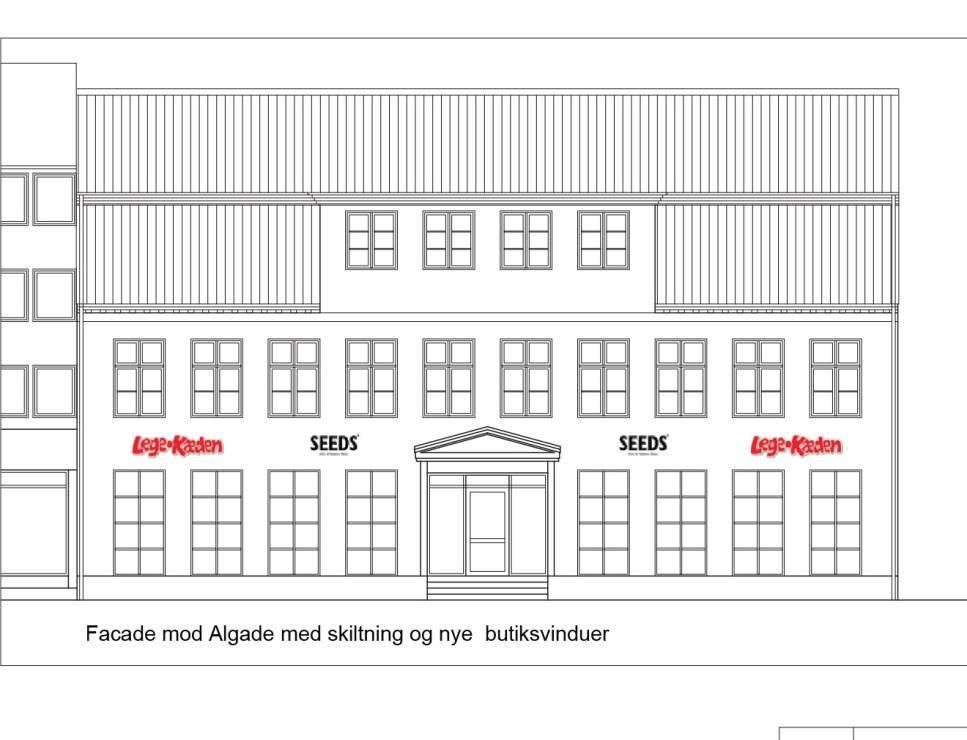 Lege•Kæden
SEEDS
SEEDS
Lege•Kæden
Facade mod Algade med skiltning og nye butiksvinduer